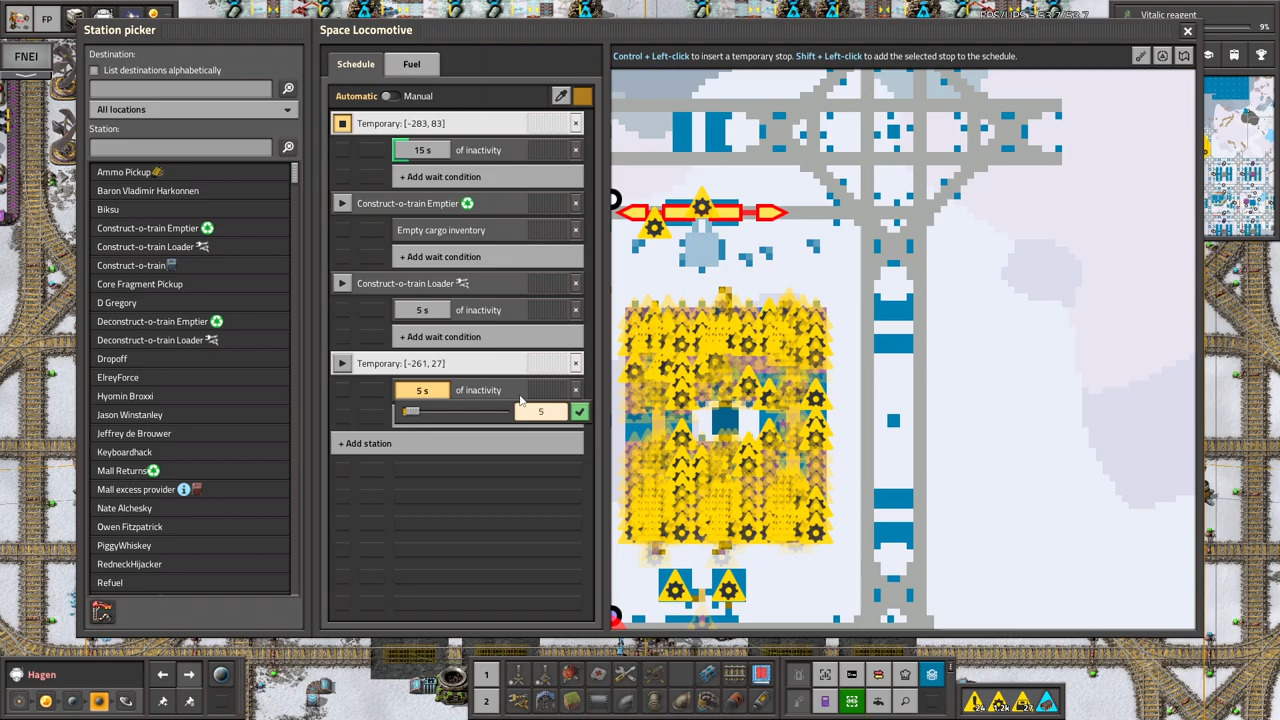 FP
FNEI
Station picker
Destination:
List destinations alphabetically
All locations
Station:
Ammo Pickup
Baron Vladimir Harkonnen
Biksu
Construct-o-train Emptier
Construct-o-train Loader
Construct-o-train
Core Fragment Pickup
D Gregory
Deconstruct-o-train Emptier
Deconstruct-o-train Loader
Dropoff
ElreyForce
Hyomin Broxxi
Jason Winstanley
Jeffrey de Brouwer
Keyboardhack
Mall Returns
Mall excess provider
Nate Alchesky
Owen Fitzpatrick
PiggyWhiskey
RedneckHijacker
Refuel
Space Locomotive
Schedule
Fuel
Automatic
Manual
Temporary: [-283, 83]
15 s of inactivity
+ Add wait condition
Construct-o-train Emptier
Empty cargo inventory
+ Add wait condition
Construct-o-train Loader
5 s of inactivity
+ Add wait condition
Temporary: [-261, 27]
5 s of inactivity
5
+ Add station
Control + Left-click to insert a temporary stop. Shift + Left-click to add the selected stop to the schedule.
Vitalic reagent
9%
Hagen
1
2